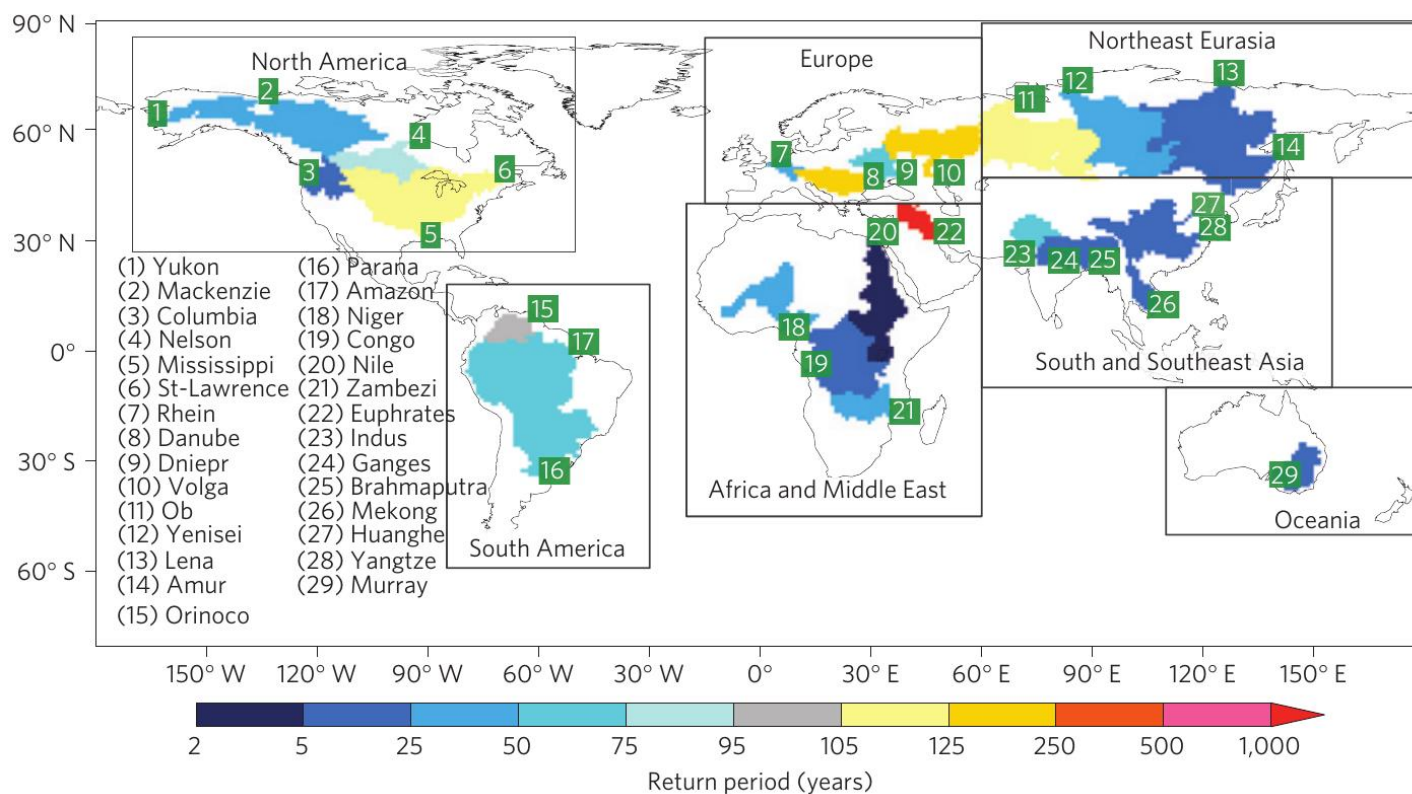 90° N
60° N
30° N
0°
30° S
60° S
North America
Europe
Northeast Eurasia
South and Southeast Asia
Africa and Middle East
South America
Oceania
1
2
3
4
5
6
7
8
9
10
11
12
13
14
15
16
17
18
19
20
21
22
23
24
25
26
27
28
29
(1) Yukon
(2) Mackenzie
(3) Columbia
(4) Nelson
(5) Mississippi
(6) St-Lawrence
(7) Rhein
(8) Danube
(9) Dniepr
(10) Volga
(11) Ob
(12) Yenisei
(13) Lena
(14) Amur
(15) Orinoco
(16) Parana
(17) Amazon
(18) Niger
(19) Congo
(20) Nile
(21) Zambezi
(22) Euphrates
(23) Indus
(24) Ganges
(25) Brahmaputra
(26) Mekong
(27) Huanghe
(28) Yangtze
(29) Murray
150° W 120° W 90° W 60° W 30° W 0° 30° E 60° E 90° E 120° E 150° E
2 5 25 50 75 95 105 125 250 500 1,000
Return period (years)